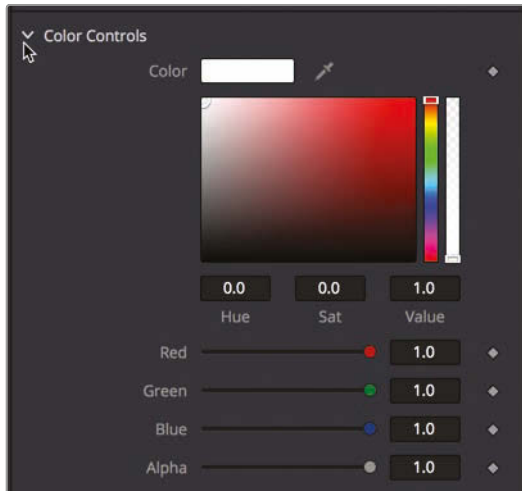 Color Controls
Color
0.0 0.0 1.0
Hue Sat Value
Red 1.0
Green 1.0
Blue 1.0
Alpha 1.0